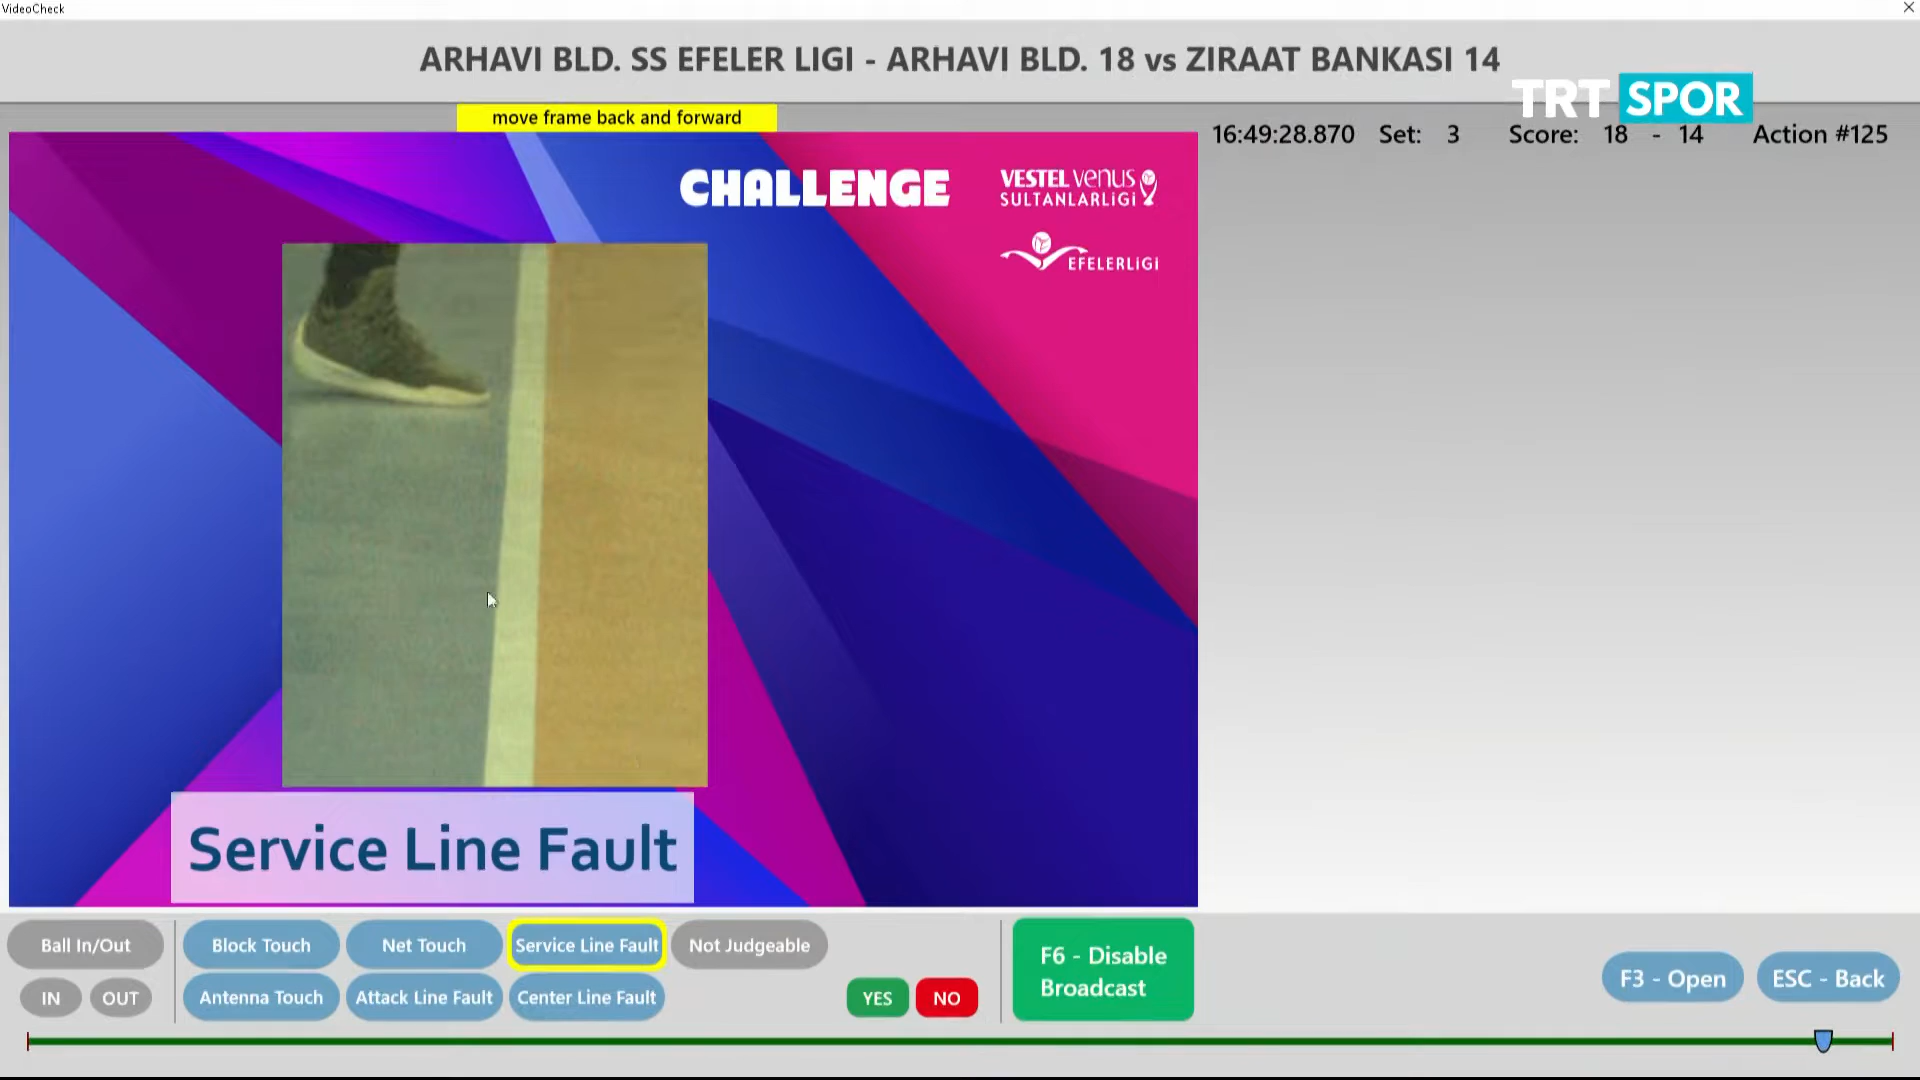 VideoCheck
ARHAVI BLD. SS EFELER LIGI - ARHAVI BLD. 18 vs ZIRAAT BANKASI 14
TRT SPOR
move frame back and forward
16:49:28.870 Set: 3 Score: 18 - 14 Action #125
CHALLENGE
VESTEL venus
SULTANLARLiGi
EFELERLiGi
Service Line Fault
Ball In/Out
Block Touch
Net Touch
Service Line Fault
Not Judgeable
IN
OUT
Antenna Touch
Attack Line Fault
Center Line Fault
YES
NO
F6 - Disable
Broadcast
F3 - Open
ESC - Back